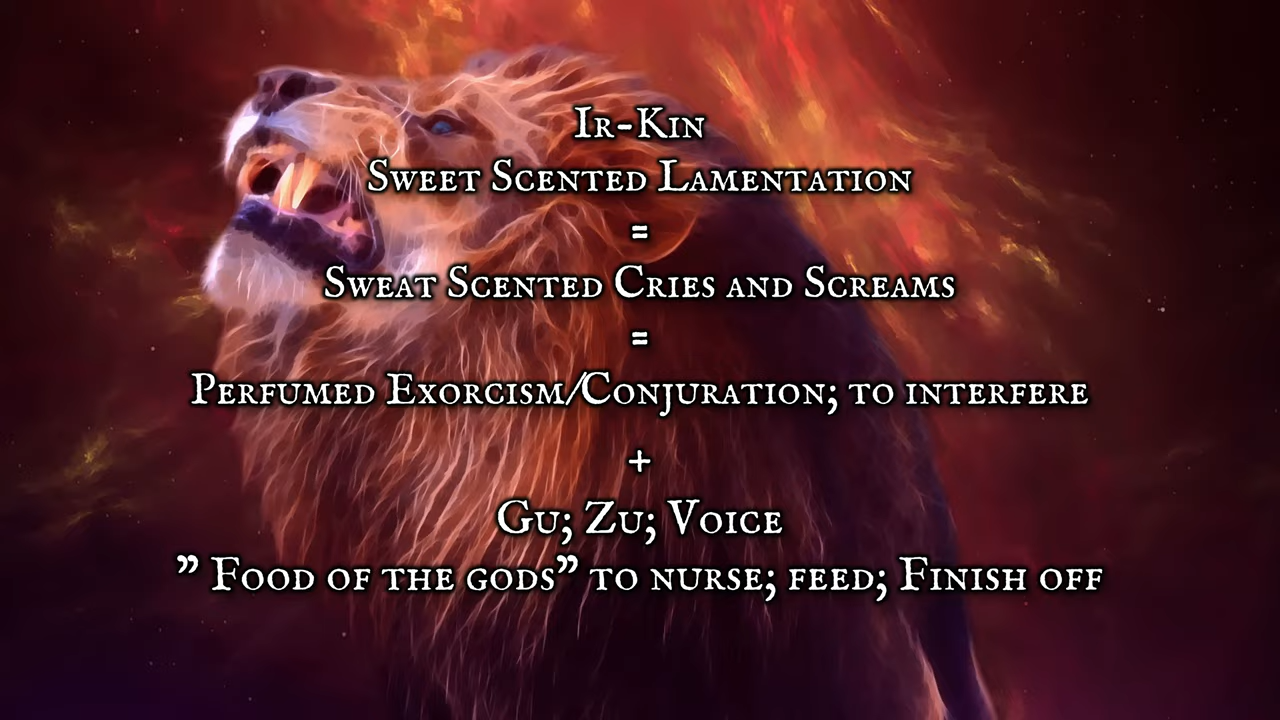 Ir-Kin
Sweet Scented Lamentation
=
Sweat Scented Cries and Screams
=
Perfumed Exorcism/Conjuration; to interfere
+
Gu; Zu; Voice
” Food of the gods” to nurse; feed; Finish off